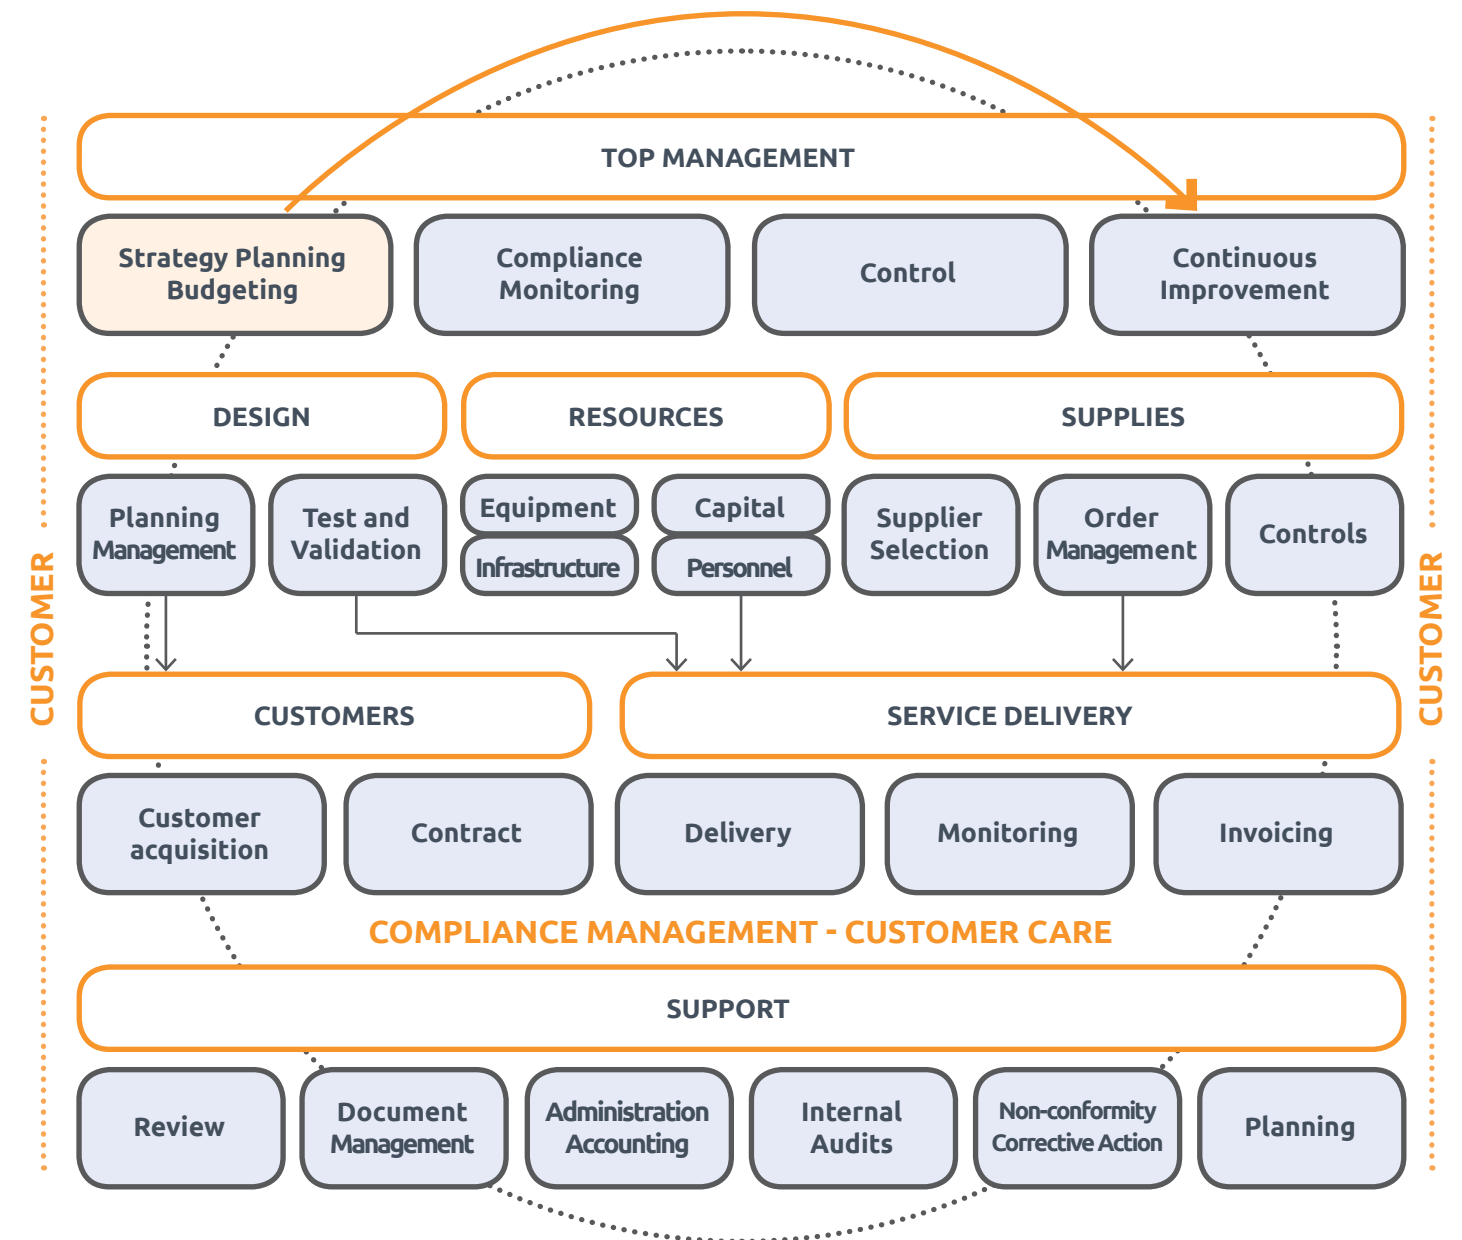 TOP MANAGEMENT
Strategy Planning
Budgeting
Compliance
Monitoring
Control
Continuous
Improvement
DESIGN
RESOURCES
SUPPLIES
Planning
Management
Test and
Validation
Equipment
Infrastructure
Capital
Personnel
Supplier
Selection
Order
Management
Controls
CUSTOMER
CUSTOMER
CUSTOMERS
SERVICE DELIVERY
Customer
acquisition
Contract
Delivery
Monitoring
Invoicing
COMPLIANCE MANAGEMENT - CUSTOMER CARE
SUPPORT
Review
Document
Management
Administration
Accounting
Internal
Audits
Non-conformity
Corrective Action
Planning